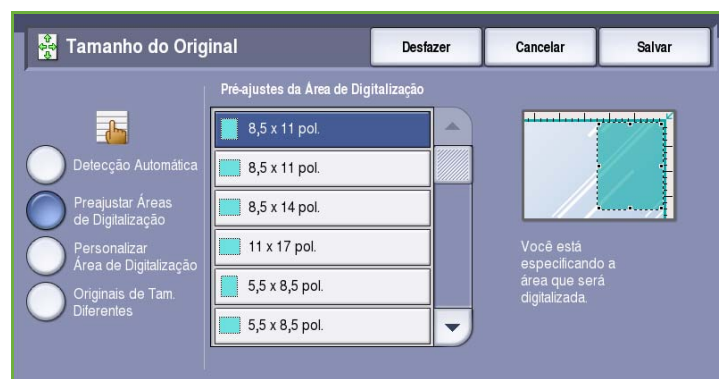 Tamanho do Original
Desfazer
Cancelar
Salvar
Pré-ajustes da Área de Digitalização
Detecção Automática
Preajustar Áreas
de Digitalização
Personalizar
Área de Digitalização
Originais de Tam.
Diferentes
8,5 x 11 pol.
8,5 x 11 pol.
8,5 x 14 pol.
11 x 17 pol.
5,5 x 8,5 pol.
5,5 x 8,5 pol.
Você está
especificando a
área que será
digitalizada.